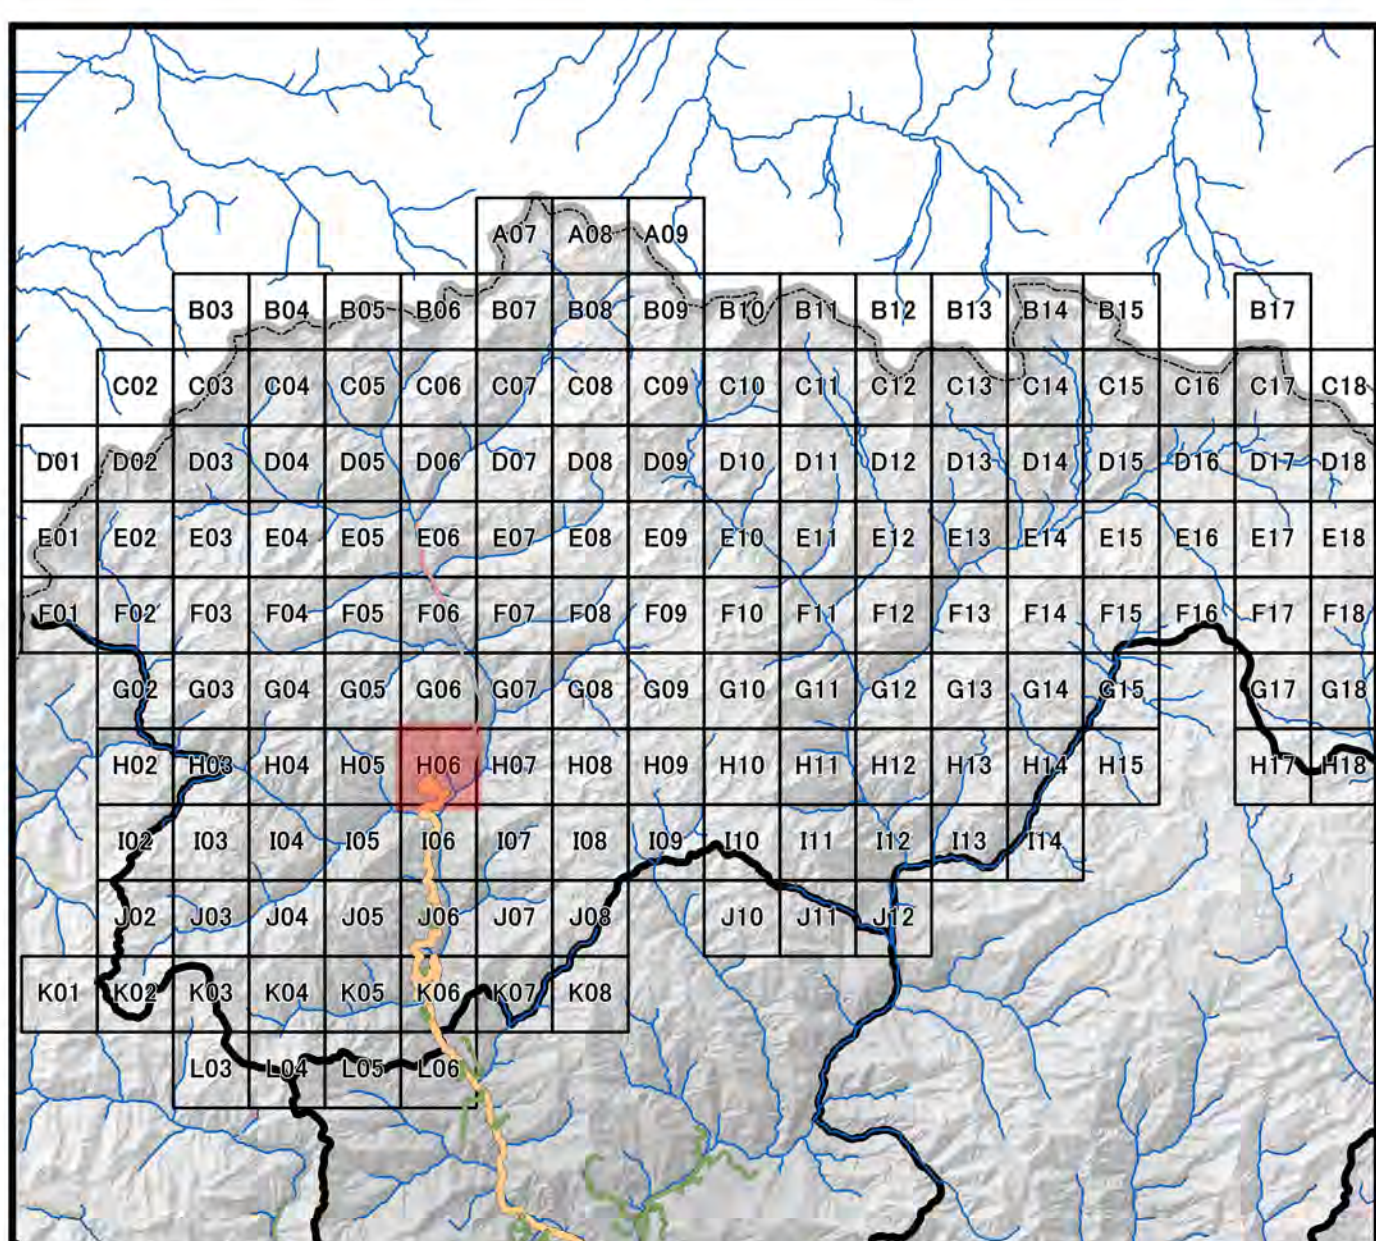 A07 A08 A09
B03 B04 B05 B06 B07 B08 B09 B10 B11 B12 B13 B14 B15 B17
C02 C03 C04 C05 C06 C07 C08 C09 C10 C11 C12 C13 C14 C15 C16 C17 C18
D01 D02 D03 D04 D05 D06 D07 D08 D09 D10 D11 D12 D13 D14 D15 D16 D17 D18
E01 E02 E03 E04 E05 E06 E07 E08 E09 E10 E11 E12 E13 E14 E15 E16 E17 E18
F01 F02 F03 F04 F05 F06 F07 F08 F09 F10 F11 F12 F13 F14 F15 F16 F17 F18
G02 G03 G04 G05 G06 G07 G08 G09 G10 G11 G12 G13 G14 G15 G17 G18
H02 H03 H04 H05 H06 H07 H08 H09 H10 H11 H12 H13 H14 H15 H17 H18
I02 I03 I04 I05 I06 I07 I08 I09 I10 I11 I12 I13 I14
J02 J03 J04 J05 J06 J07 J08 J10 J11 J12
K01 K02 K03 K04 K05 K06 K07 K08
L03 L04 L05 L06